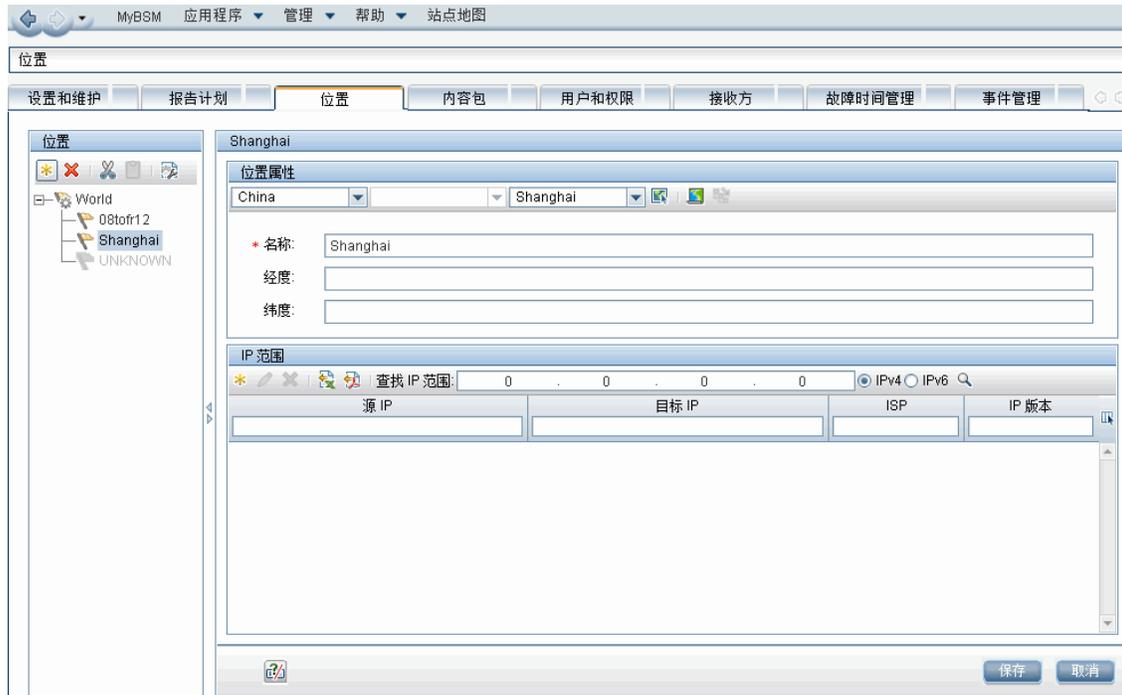 MyBSM 应用程序 管理 帮助 站点地图
位置
设置和维护 报告计划 位置 内容包 用户和权限 接收方 故障时间管理 事件管理
位置
World
08tofr12
Shanghai
UNKNOWN
Shanghai
位置属性
China Shanghai
* 名称: Shanghai
经度:
纬度:
IP 范围
查找 IP 范围: 0 . 0 . 0 . 0 IPv4 IPv6
源 IP 目标 IP ISP IP 版本
保存 取消